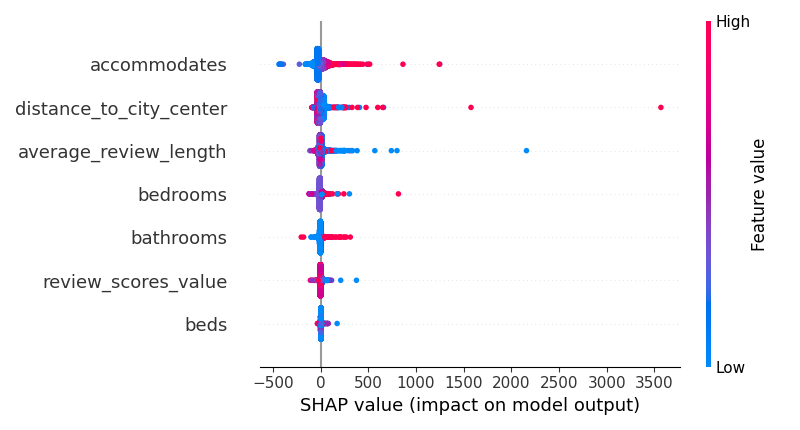 High
accommodates
distance_to_city_center
average_review_length
bedrooms
bathrooms
review_scores_value
beds
Feature value
Low
−500 0 500 1000 1500 2000 2500 3000 3500
SHAP value (impact on model output)